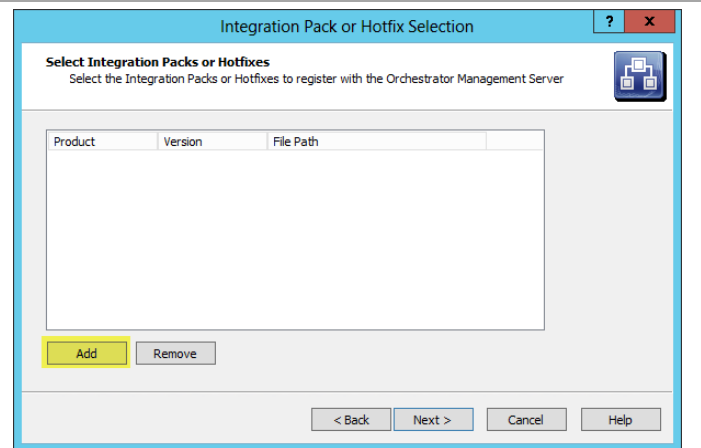 Integration Pack or Hotfix Selection
? x
Select Integration Packs or Hotfixes
Select the Integration Packs or Hotfixes to register with the Orchestrator Management Server
Product Version File Path
Add Remove
< Back Next > Cancel Help